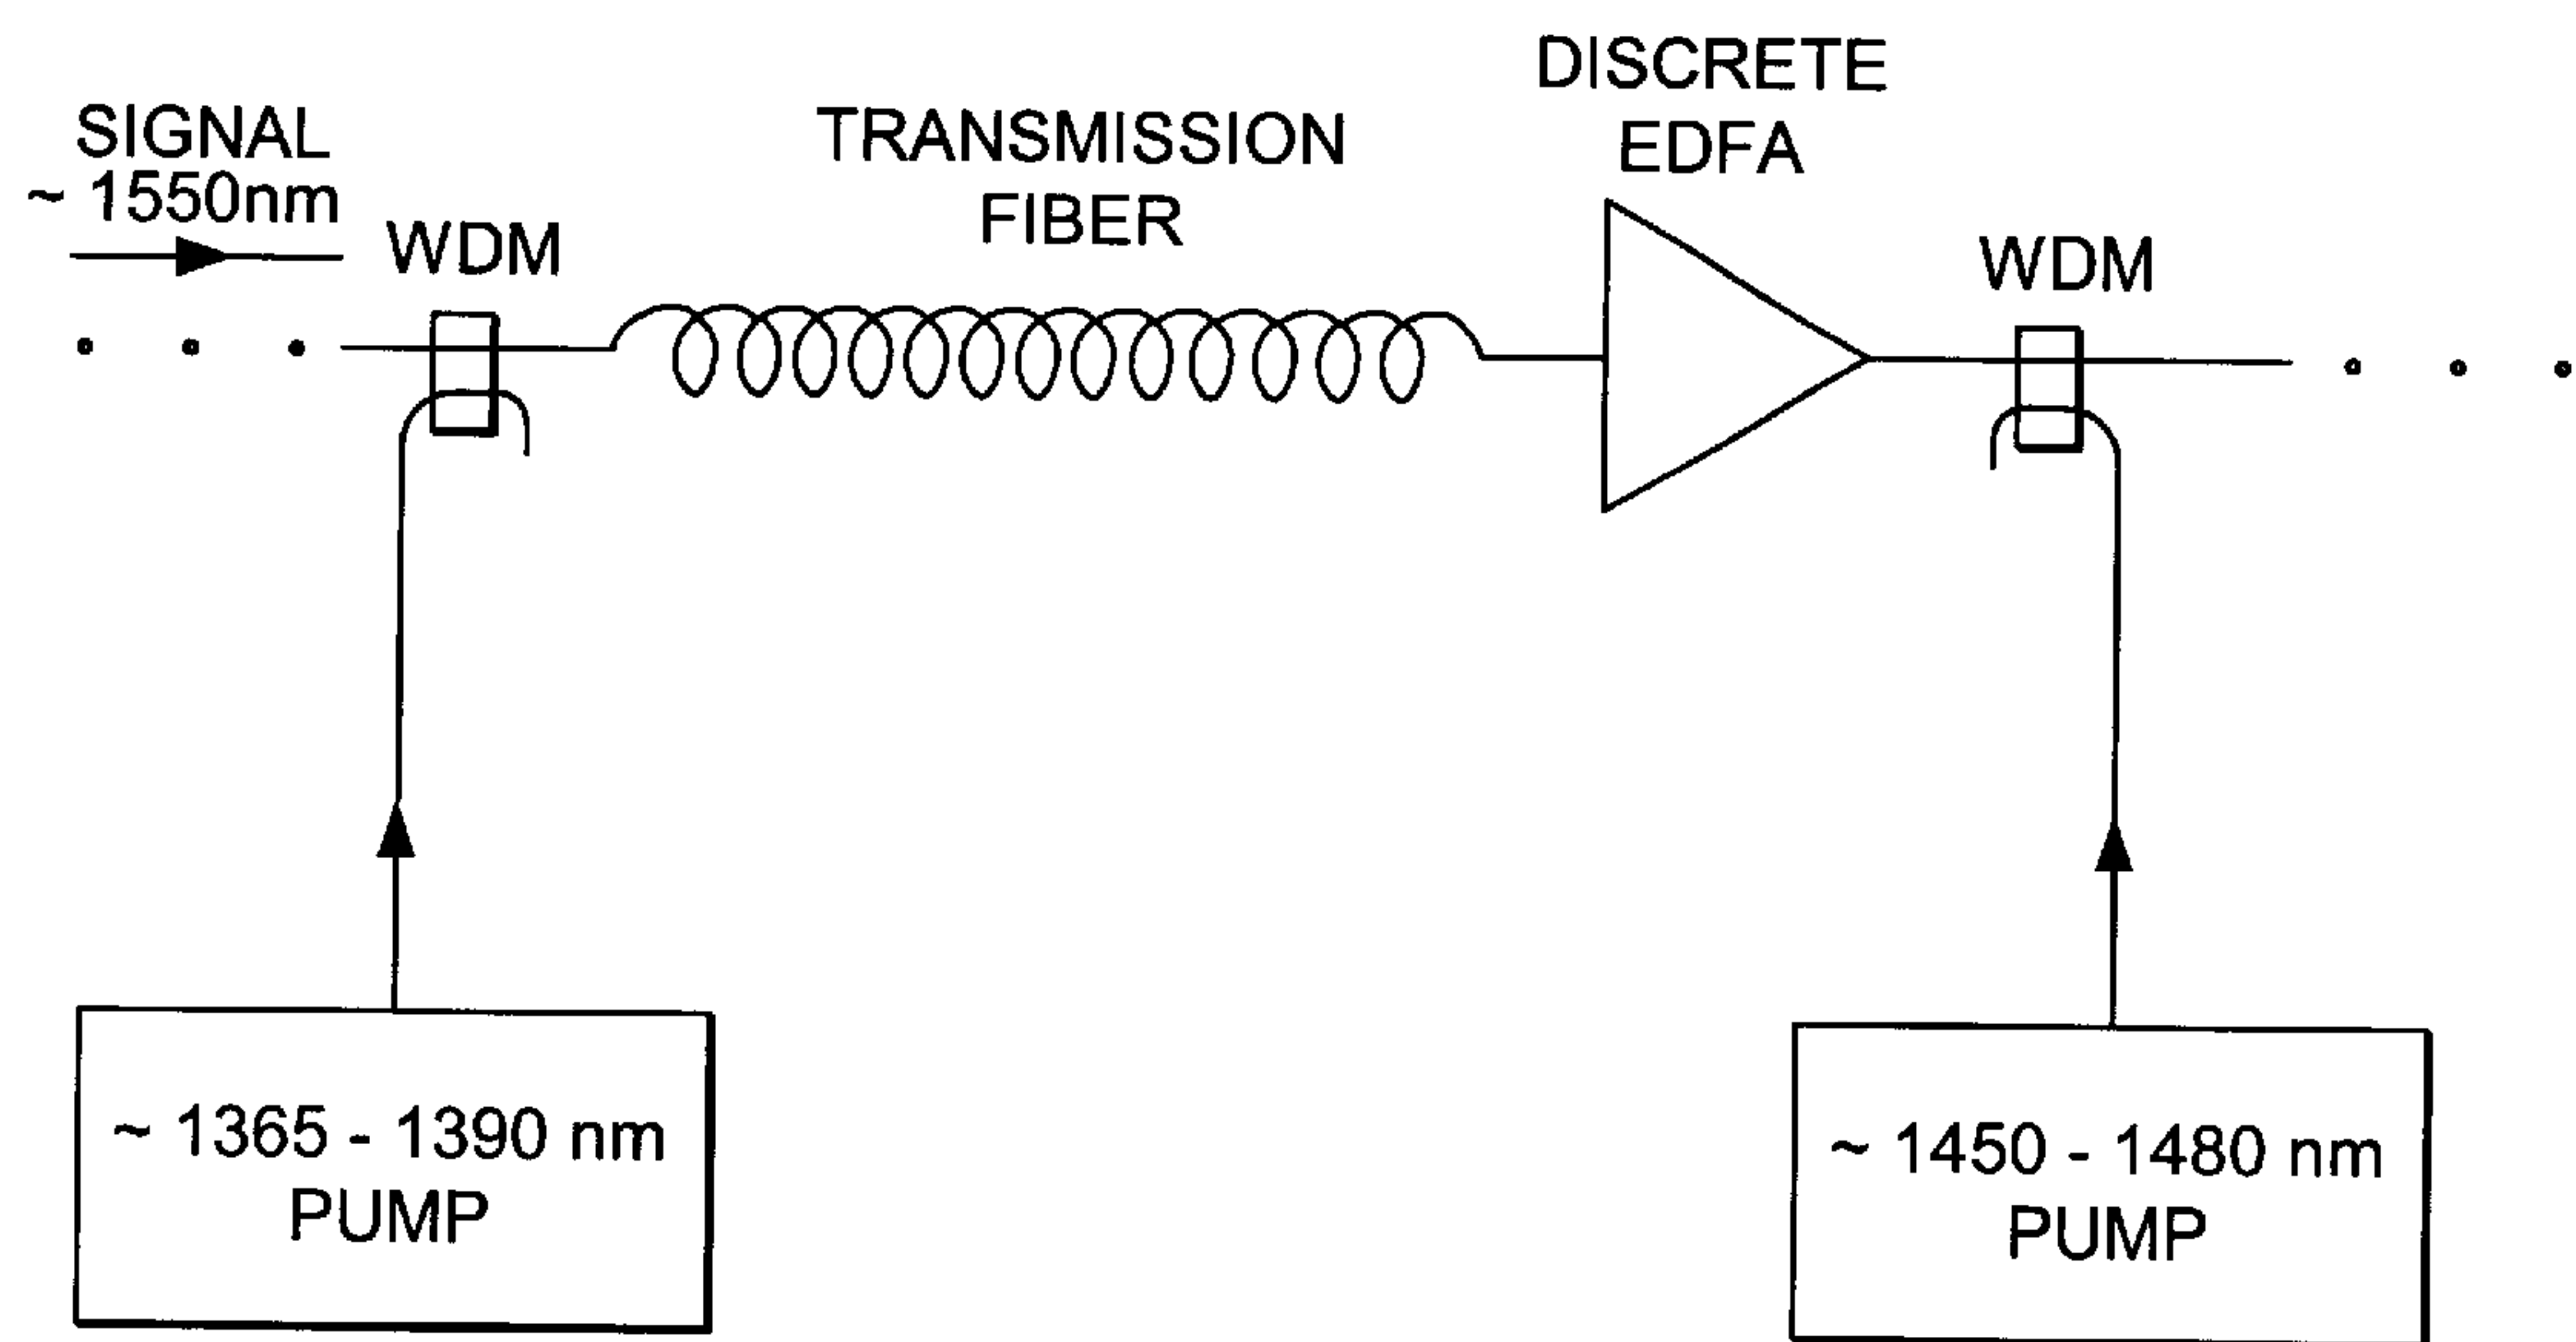 SIGNAL
~ 1550nm
WDM
TRANSMISSION
FIBER
DISCRETE
EDFA
WDM
~ 1365 - 1390 nm
PUMP
~ 1450 - 1480 nm
PUMP